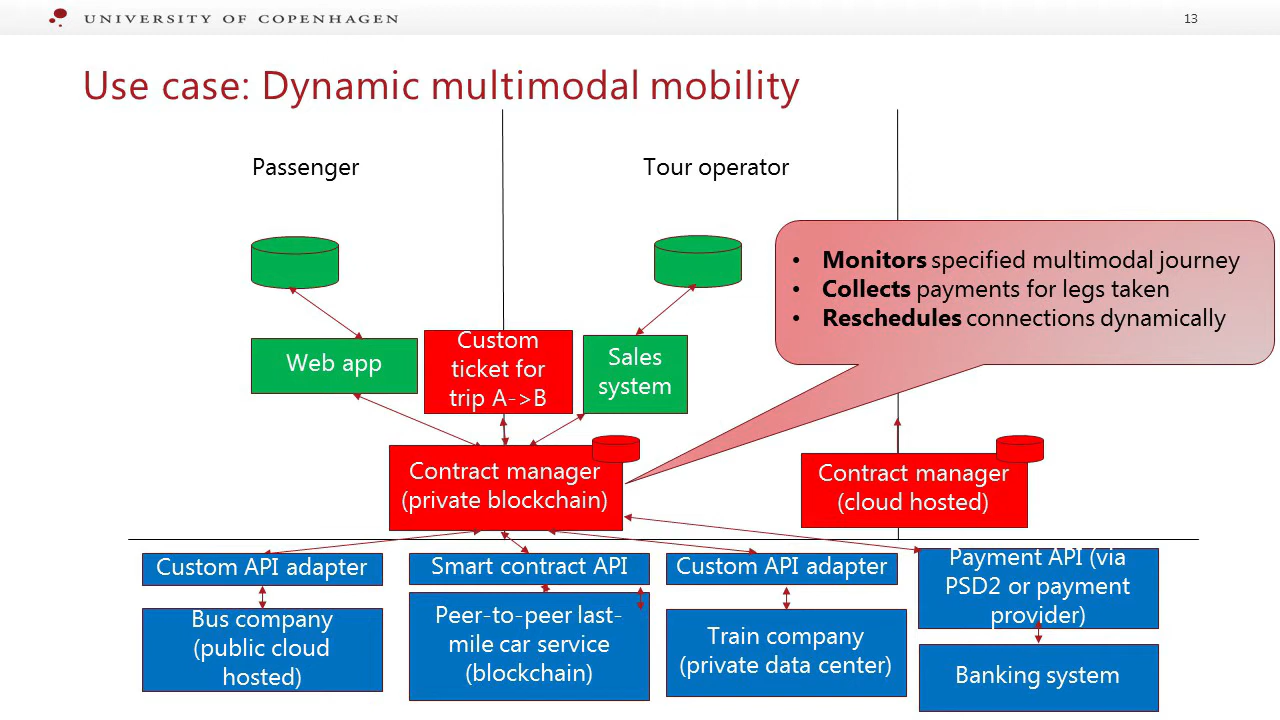 UNIVERSITY OF COPENHAGEN
13
Use case: Dynamic multimodal mobility
Passenger
Tour operator
• Monitors specified multimodal journey
• Collects payments for legs taken
• Reschedules connections dynamically
Web app
Custom
ticket for
trip A->B
Sales
system
Contract manager
(private blockchain)
Contract manager
(cloud hosted)
Custom API adapter
Smart contract API
Custom API adapter
Payment API (via
PSD2 or payment
provider)
Bus company
(public cloud
hosted)
Peer-to-peer last-
mile car service
(blockchain)
Train company
(private data center)
Banking system